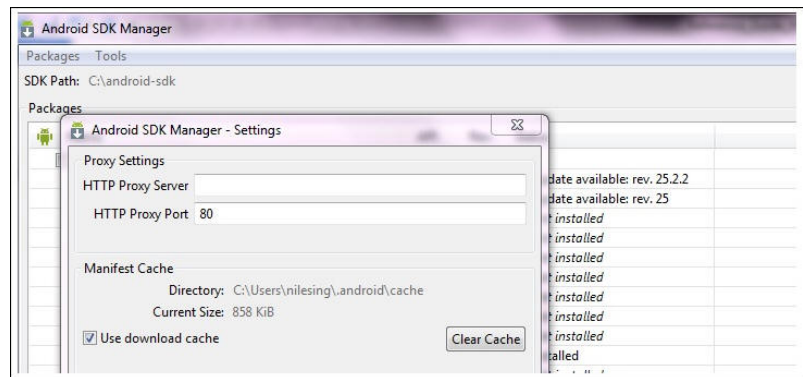 Android SDK Manager
Packages Tools
SDK Path: C:\android-sdk
Packages
Android SDK Manager - Settings
Proxy Settings
HTTP Proxy Server
HTTP Proxy Port 80
date available: rev. 25.2.2
date available: rev. 25
t installed
t installed
t installed
t installed
t installed
t installed
t installed
talled
Manifest Cache
Directory: C:\Users\nilesing\.android\cache
Current Size: 858 KiB
Use download cache
Clear Cache